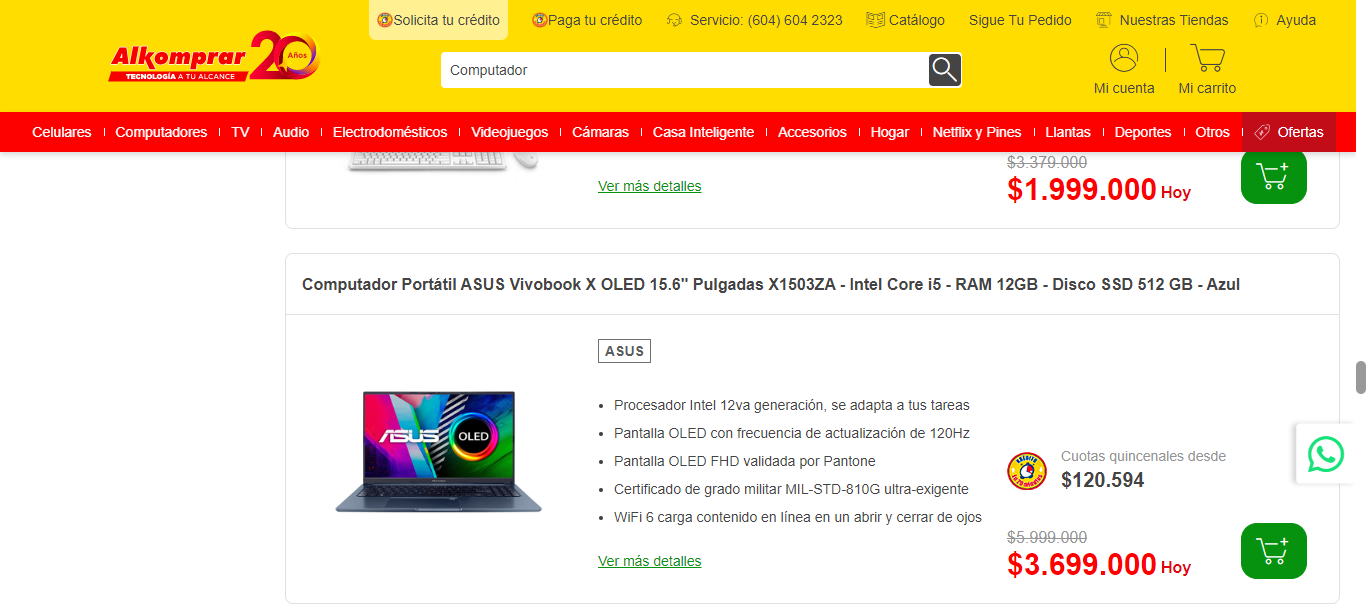 Solicita tu crédito
Paga tu crédito
Servicio: (604) 604 2323
Catálogo
Sigue Tu Pedido
Nuestras Tiendas
Ayuda
Alkomprar 20 Años
TECNOLOGÍA A TU ALCANCE
Computador
Mi cuenta
Mi carrito
Celulares
Computadores
TV
Audio
Electrodomésticos
Videojuegos
Cámaras
Casa Inteligente
Accesorios
Hogar
Netflix y Pines
Llantas
Deportes
Otros
Ofertas
Ver más detalles
$3.379.000
$1.999.000 Hoy
Computador Portátil ASUS Vivobook X OLED 15.6" Pulgadas X1503ZA - Intel Core i5 - RAM 12GB - Disco SSD 512 GB - Azul
ASUS
ASUS OLED
• Procesador Intel 12va generación, se adapta a tus tareas
• Pantalla OLED con frecuencia de actualización de 120Hz
• Pantalla OLED FHD validada por Pantone
• Certificado de grado militar MIL-STD-810G ultra-exigente
• WiFi 6 carga contenido en línea en un abrir y cerrar de ojos
Ver más detalles
Cuotas quincenales desde
$120.594
$5.999.000
$3.699.000 Hoy